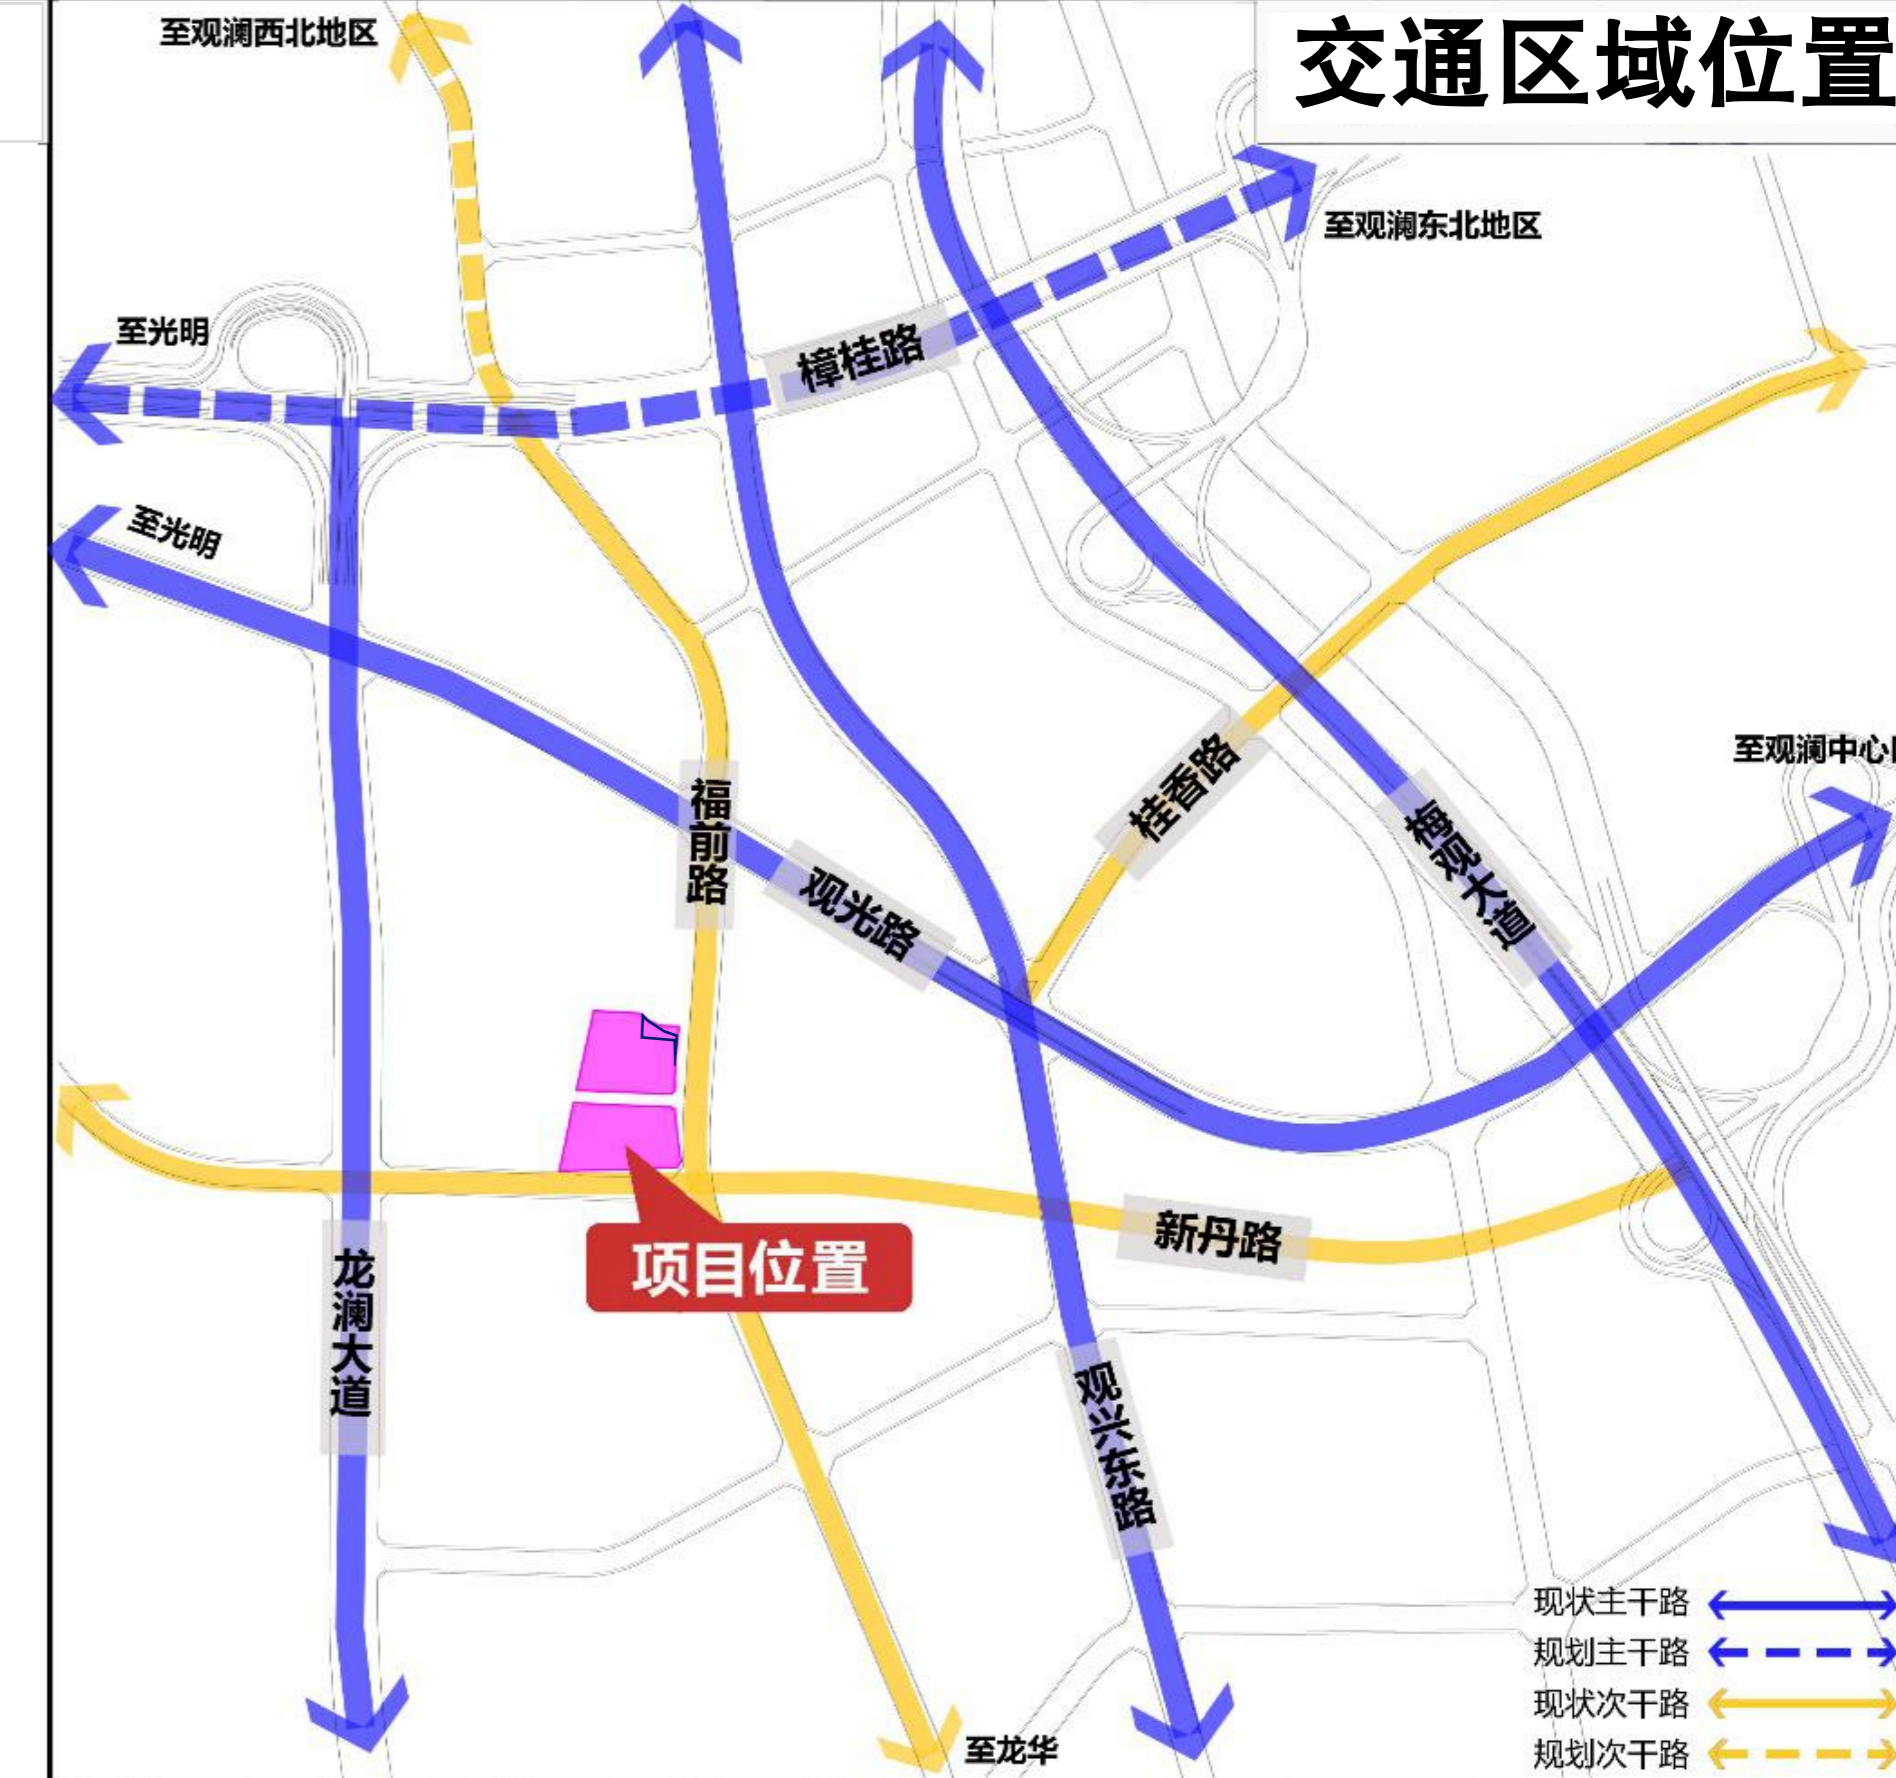 交通区域位置
至观澜西北地区
至观澜东北地区
至光明
樟桂路
至光明
至观澜中心
福前路
桂香路
梅观大道
观光路
新丹路
项目位置
龙澜大道
观兴东路
至龙华
现状主干路
规划主干路
现状次干路
规划次干路